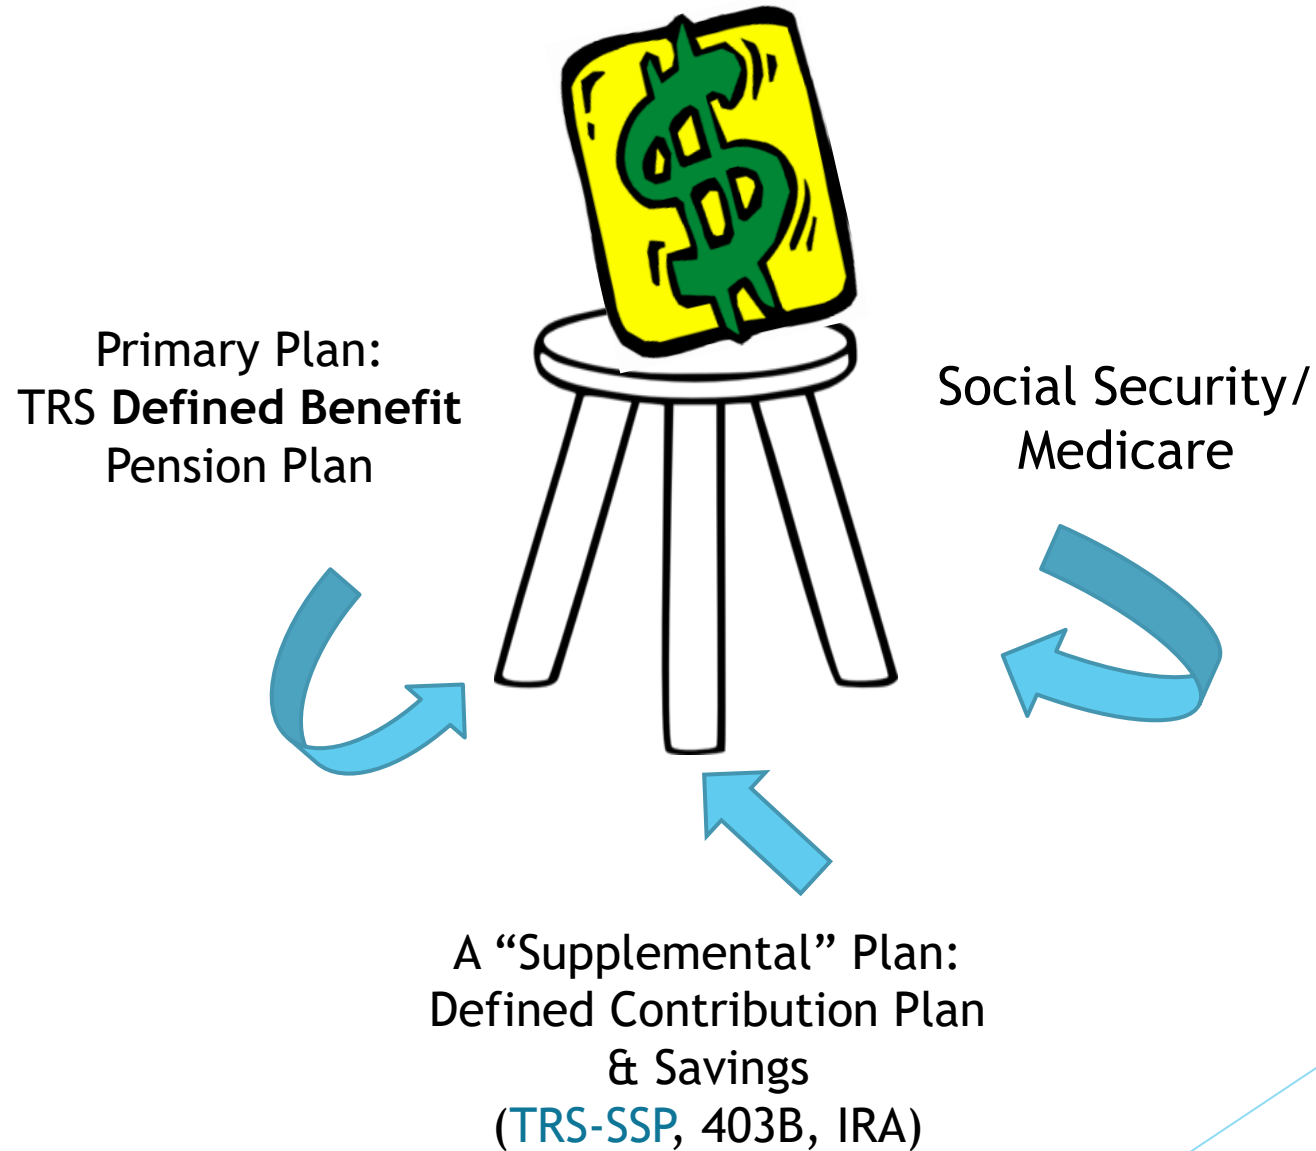 Primary Plan:
TRS Defined Benefit
Pension Plan
Social Security/
Medicare
A “Supplemental” Plan:
Defined Contribution Plan
& Savings
(TRS-SSP, 403B, IRA)